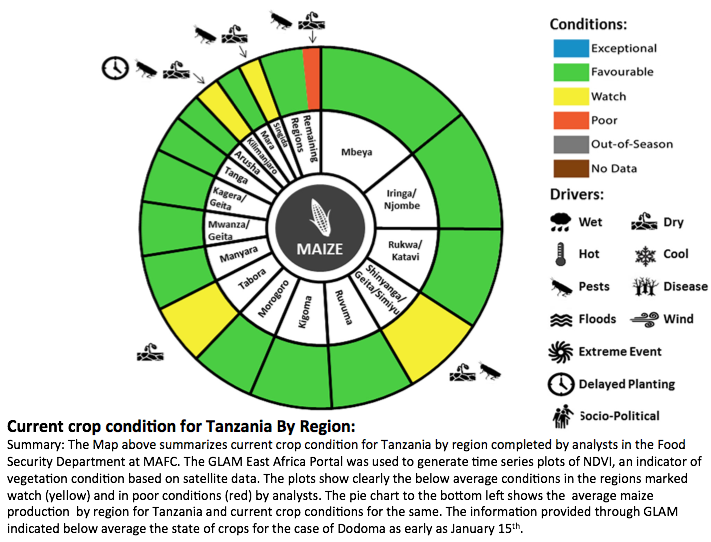 Conditions:
Exceptional
Favourable
Watch
Poor
Out-of-Season
No Data
Drivers:
Wet
Dry
Hot
Cool
Pests
Disease
Floods
Wind
Extreme Event
Delayed Planting
Socio-Political
MAIZE
Mbeya
Iringa/
Njombe
Rukwa/
Katavi
Shinyanga/
Geita/Simiyu
Ruvuma
Kigoma
Morogoro
Tabora
Manyara
Mwanza/
Geita
Kagera/
Geita
Tanga
Arusha
Kilimanjaro
Mara
Singida
Remaining
Regions
Current crop condition for Tanzania By Region:
Summary: The Map above summarizes current crop condition for Tanzania by region completed by analysts in the Food
Security Department at MAFC. The GLAM East Africa Portal was used to generate time series plots of NDVI, an indicator of
vegetation condition based on satellite data. The plots show clearly the below average conditions in the regions marked
watch (yellow) and in poor conditions (red) by analysts. The pie chart to the bottom left shows the average maize
production by region for Tanzania and current crop conditions for the same. The information provided through GLAM
indicated below average the state of crops for the case of Dodoma as early as January 15th.